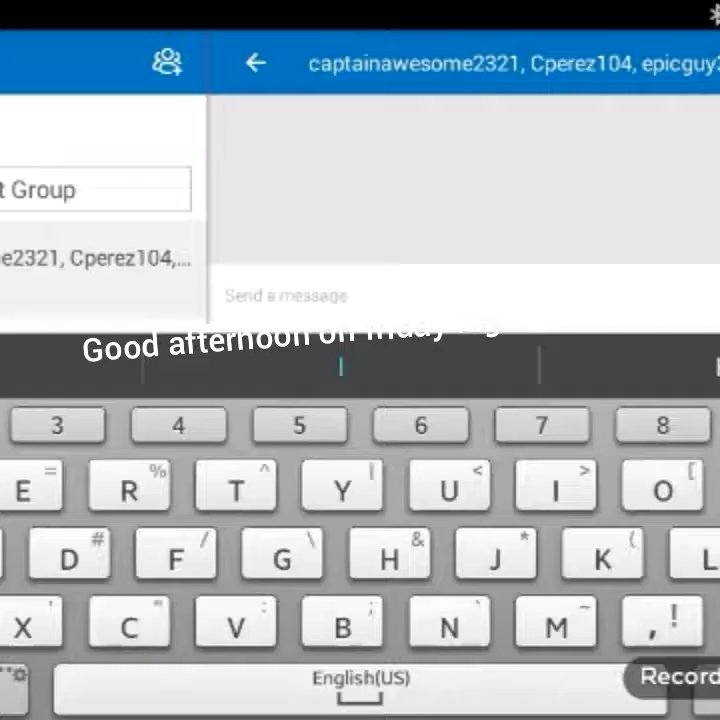 captainawesome2321, Cperez104, epicguy
t Group
e2321, Cperez104,...
Send a message
Good afternoon on friday
3 4 5 6 7 8
= % ^ | < > [
E R T Y U I O
# / \ & * (
D F G H J K L
' " : ; ` ~ !
X C V B N M ,
English(US)
Record